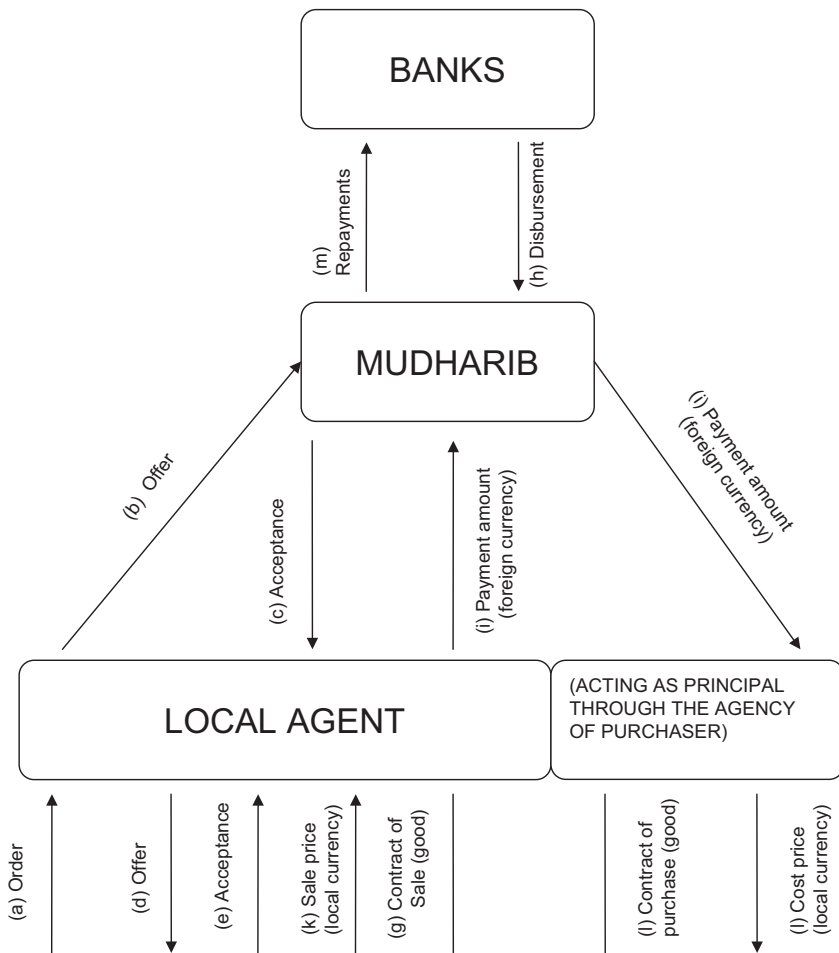 BANKS
(m)
Repayments
(h) Disbursement
MUDHARIB
(b) Offer
(c) Acceptance
(i) Payment amount
(foreign currency)
(i) Payment amount
(foreign currency)
LOCAL AGENT
(ACTING AS PRINCIPAL
THROUGH THE AGENCY
OF PURCHASER)
(a) Order
(d) Offer
(e) Acceptance
(k) Sale price
(local currency)
(g) Contract of
Sale (good)
(l) Contract of
purchase (good)
(l) Cost price
(local currency)